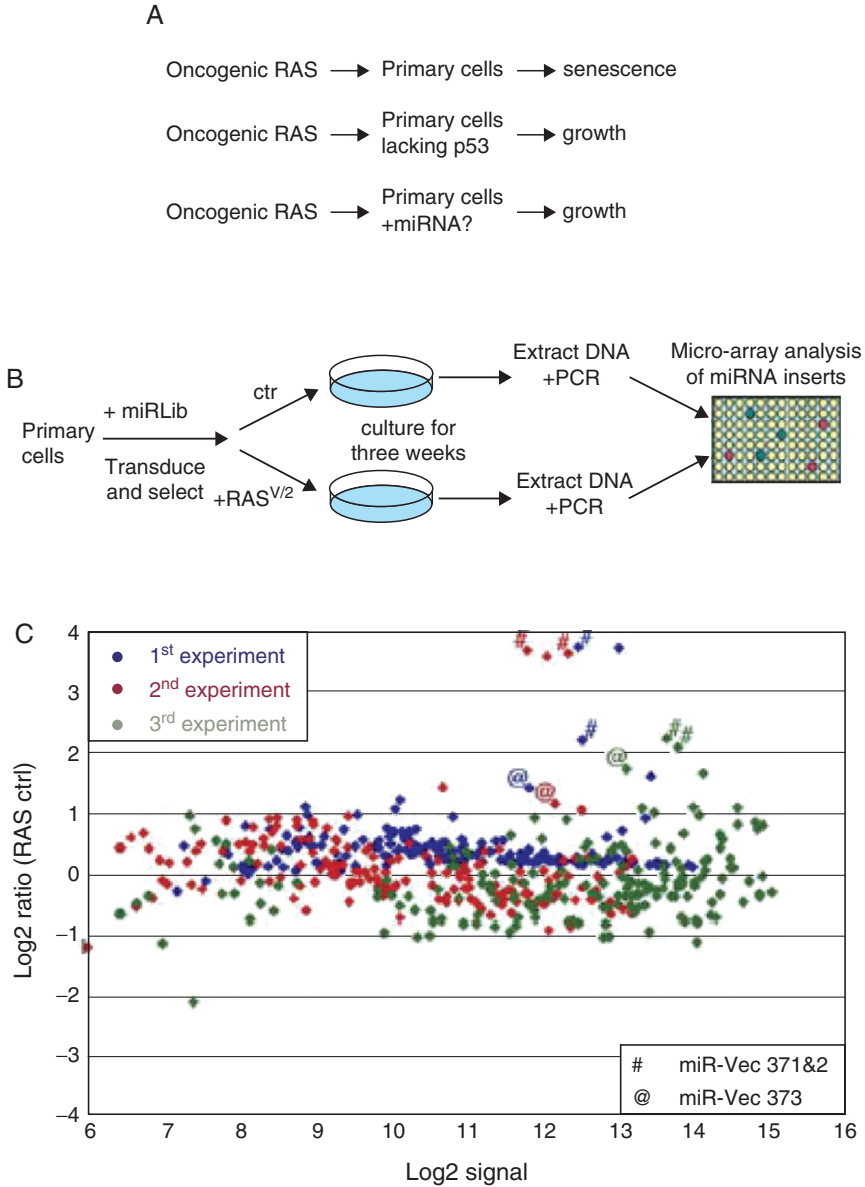 A
Oncogenic RAS
Primary cells
senescence
Oncogenic RAS
Primary cells
lacking p53
growth
Oncogenic RAS
Primary cells
+miRNA?
growth
B
Primary
cells
+ miRLib
Transduce
and select
ctr
+RAS^V/2
culture for
three weeks
Extract DNA
+PCR
Extract DNA
+PCR
Micro-array analysis
of miRNA inserts
C
1st experiment
2nd experiment
3rd experiment
# # #
#
# #
@
@ @
# miR-Vec 371&2
@ miR-Vec 373
Log2 ratio (RAS ctrl)
4
3
2
1
0
−1
−2
−3
−4
6 7 8 9 10 11 12 13 14 15 16
Log2 signal